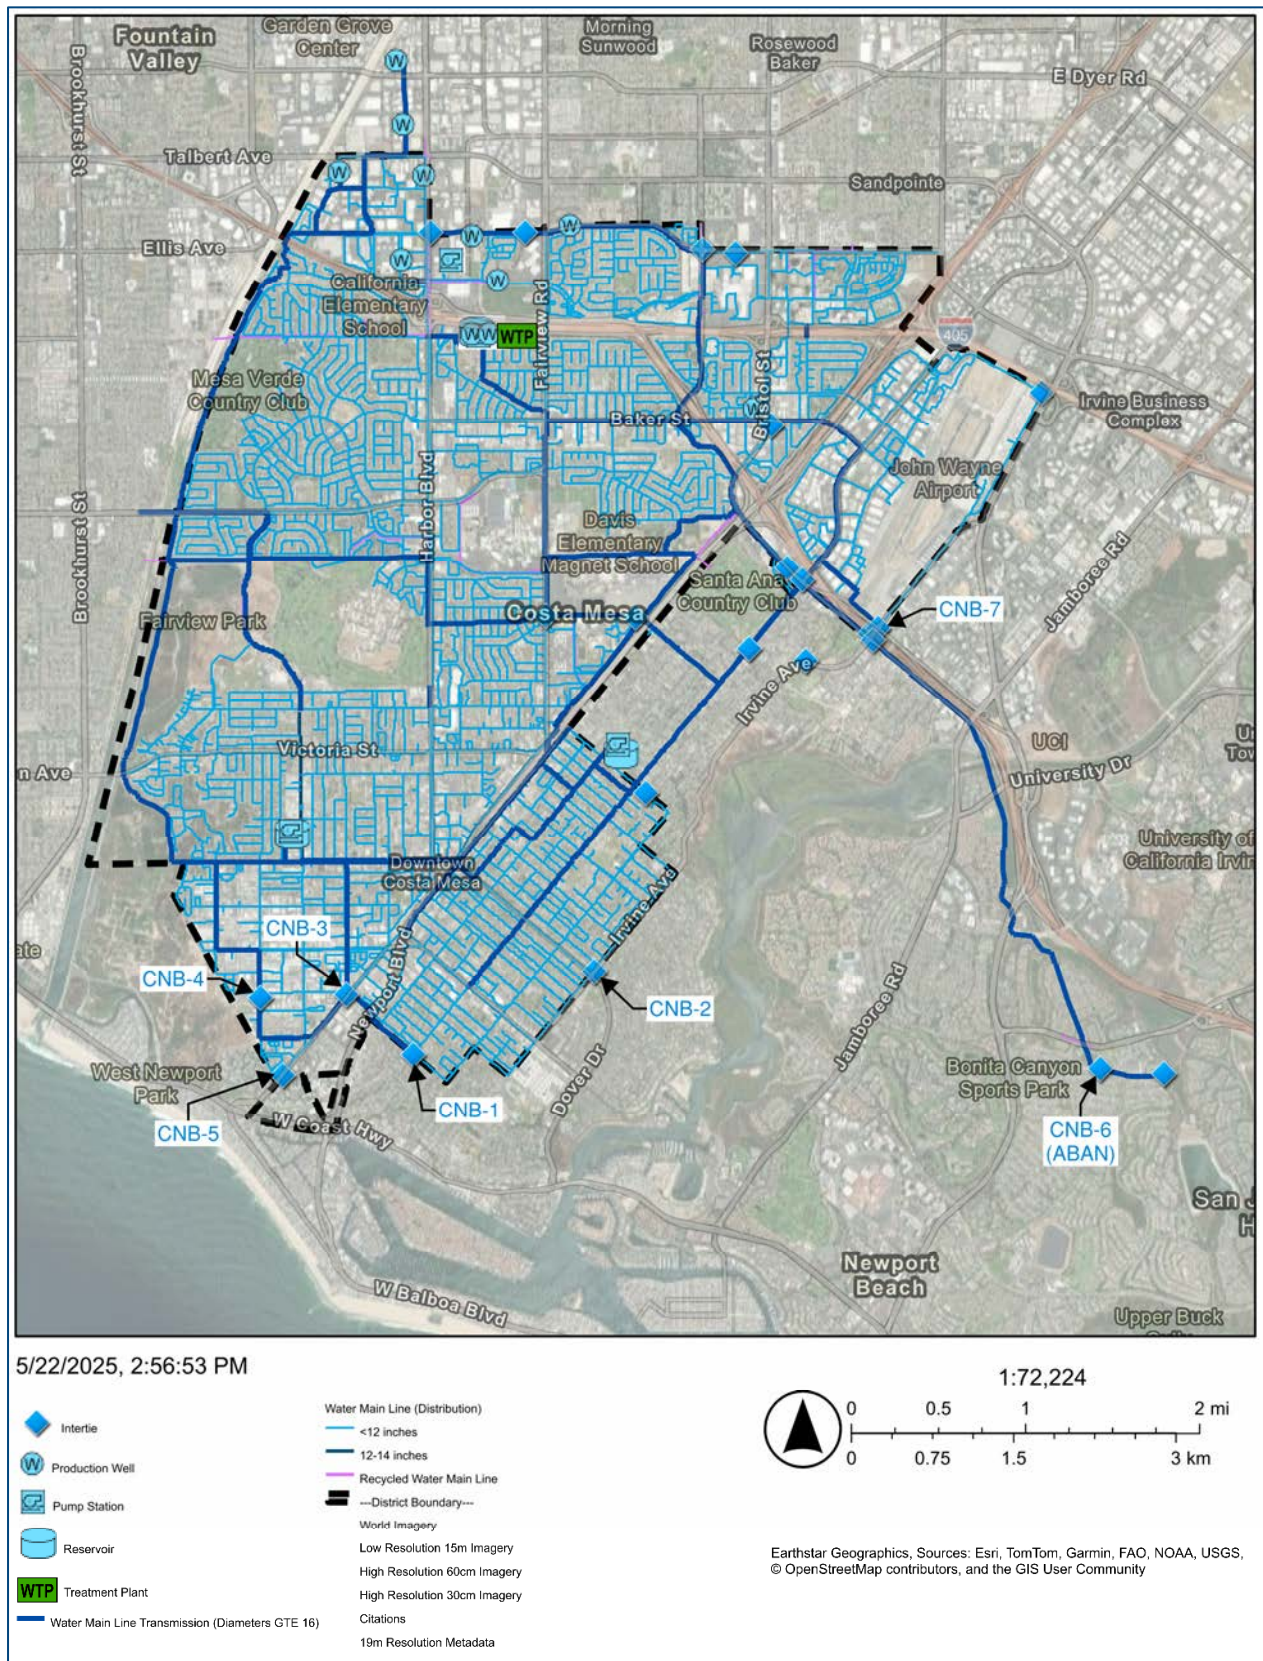 Fountain
Valley
Garden Grove
Center
Morning
Sunwood
Rosewood
Baker
E Dyer Rd
Brookhurst St
W
W
Talbert Ave
W
W
Sandpointe
Ellis Ave
W
W
W
W
California
Elementary
School
Fairview Rd
WW
WTP
405
Mesa Verde
Country Club
Bristol St
Baker St
Irvine Business
Complex
Harbor Blvd
John Wayne
Airport
Brookhurst St
Davis
Elementary
Magnet School
Jamboree Rd
Santa Ana
Country Club
Costa Mesa
CNB-7
Fairview Park
Irvine Ave
Victoria St
UCI
University Dr
n Ave
University of
California Irvin
Downtown
Costa Mesa
Irvine Ave
CNB-3
Newport Blvd
ate
CNB-4
CNB-2
Jamboree Rd
West Newport
Park
Dover Dr
Bonita Canyon
Sports Park
CNB-1
CNB-5
W Coast Hwy
CNB-6
(ABAN)
San J
H
Newport
Beach
W Balboa Blvd
Upper Buck
5/22/2025, 2:56:53 PM
1:72,224
0 0.5 1 2 mi
0 0.75 1.5 3 km
Intertie
W Production Well
Pump Station
Reservoir
WTP Treatment Plant
Water Main Line Transmission (Diameters GTE 16)
Water Main Line (Distribution)
<12 inches
12-14 inches
Recycled Water Main Line
---District Boundary---
World Imagery
Low Resolution 15m Imagery
High Resolution 60cm Imagery
High Resolution 30cm Imagery
Citations
19m Resolution Metadata
Earthstar Geographics, Sources: Esri, TomTom, Garmin, FAO, NOAA, USGS,
© OpenStreetMap contributors, and the GIS User Community